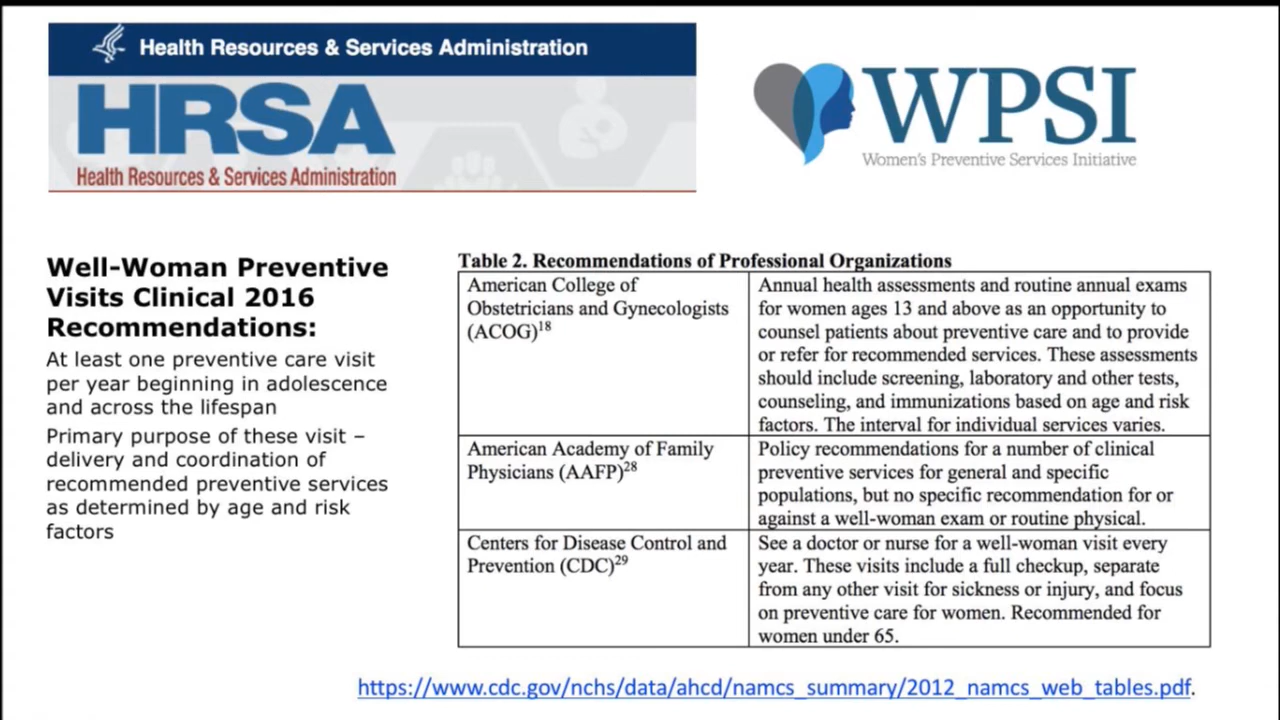 Health Resources & Services Administration
HRSA
Health Resources & Services Administration
WPSI
Women's Preventive Services Initiative
Well-Woman Preventive
Visits Clinical 2016
Recommendations:
At least one preventive care visit
per year beginning in adolescence
and across the lifespan
Primary purpose of these visit –
delivery and coordination of
recommended preventive services
as determined by age and risk
factors
Table 2. Recommendations of Professional Organizations
American College of
Obstetricians and Gynecologists
(ACOG)18
Annual health assessments and routine annual exams
for women ages 13 and above as an opportunity to
counsel patients about preventive care and to provide
or refer for recommended services. These assessments
should include screening, laboratory and other tests,
counseling, and immunizations based on age and risk
factors. The interval for individual services varies.
American Academy of Family
Physicians (AAFP)28
Policy recommendations for a number of clinical
preventive services for general and specific
populations, but no specific recommendation for or
against a well-woman exam or routine physical.
Centers for Disease Control and
Prevention (CDC)29
See a doctor or nurse for a well-woman visit every
year. These visits include a full checkup, separate
from any other visit for sickness or injury, and focus
on preventive care for women. Recommended for
women under 65.
https://www.cdc.gov/nchs/data/ahcd/namcs_summary/2012_namcs_web_tables.pdf.